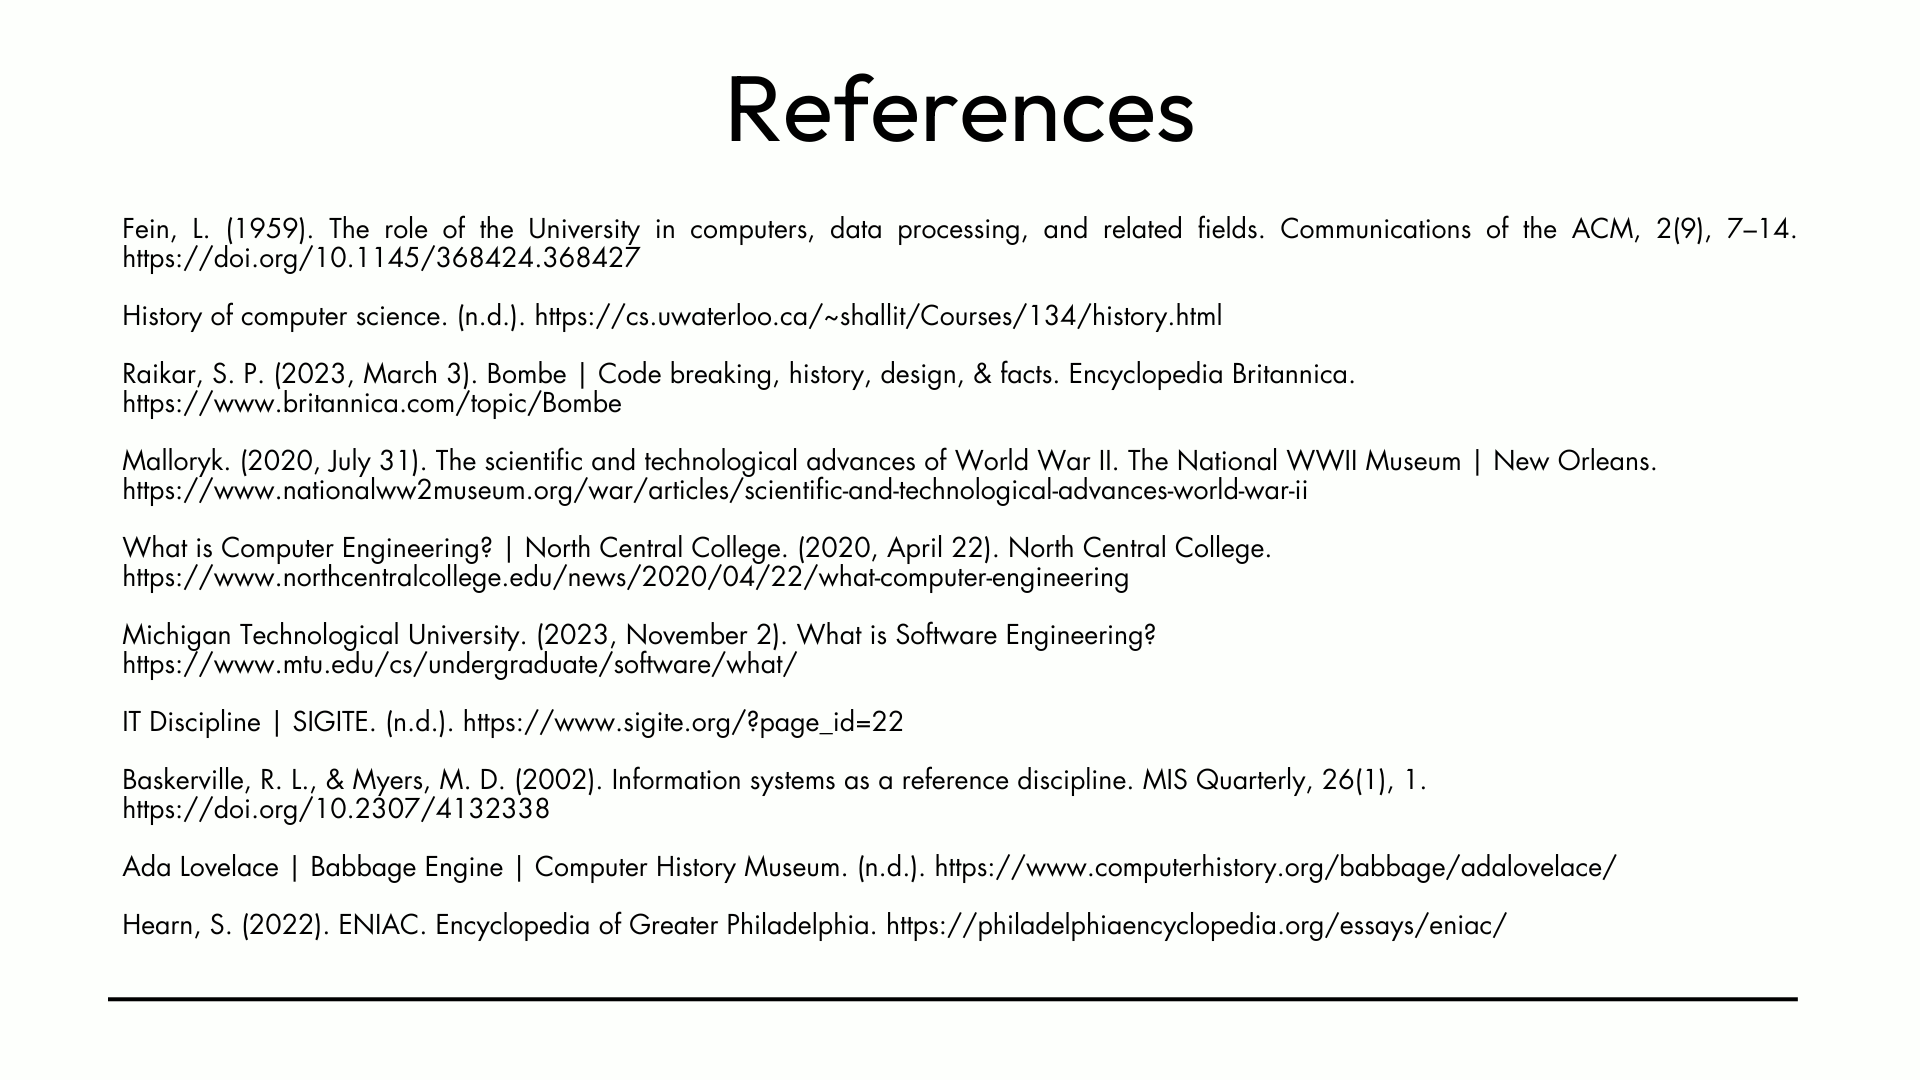 References
Fein, L. (1959). The role of the University in computers, data processing, and related fields. Communications of the ACM, 2(9), 7–14.
https://doi.org/10.1145/368424.368427
History of computer science. (n.d.). https://cs.uwaterloo.ca/~shallit/Courses/134/history.html
Raikar, S. P. (2023, March 3). Bombe | Code breaking, history, design, & facts. Encyclopedia Britannica.
https://www.britannica.com/topic/Bombe
Malloryk. (2020, July 31). The scientific and technological advances of World War II. The National WWII Museum | New Orleans.
https://www.nationalww2museum.org/war/articles/scientific-and-technological-advances-world-war-ii
What is Computer Engineering? | North Central College. (2020, April 22). North Central College.
https://www.northcentralcollege.edu/news/2020/04/22/what-computer-engineering
Michigan Technological University. (2023, November 2). What is Software Engineering?
https://www.mtu.edu/cs/undergraduate/software/what/
IT Discipline | SIGITE. (n.d.). https://www.sigite.org/?page_id=22
Baskerville, R. L., & Myers, M. D. (2002). Information systems as a reference discipline. MIS Quarterly, 26(1), 1.
https://doi.org/10.2307/4132338
Ada Lovelace | Babbage Engine | Computer History Museum. (n.d.). https://www.computerhistory.org/babbage/adalovelace/
Hearn, S. (2022). ENIAC. Encyclopedia of Greater Philadelphia. https://philadelphiaencyclopedia.org/essays/eniac/